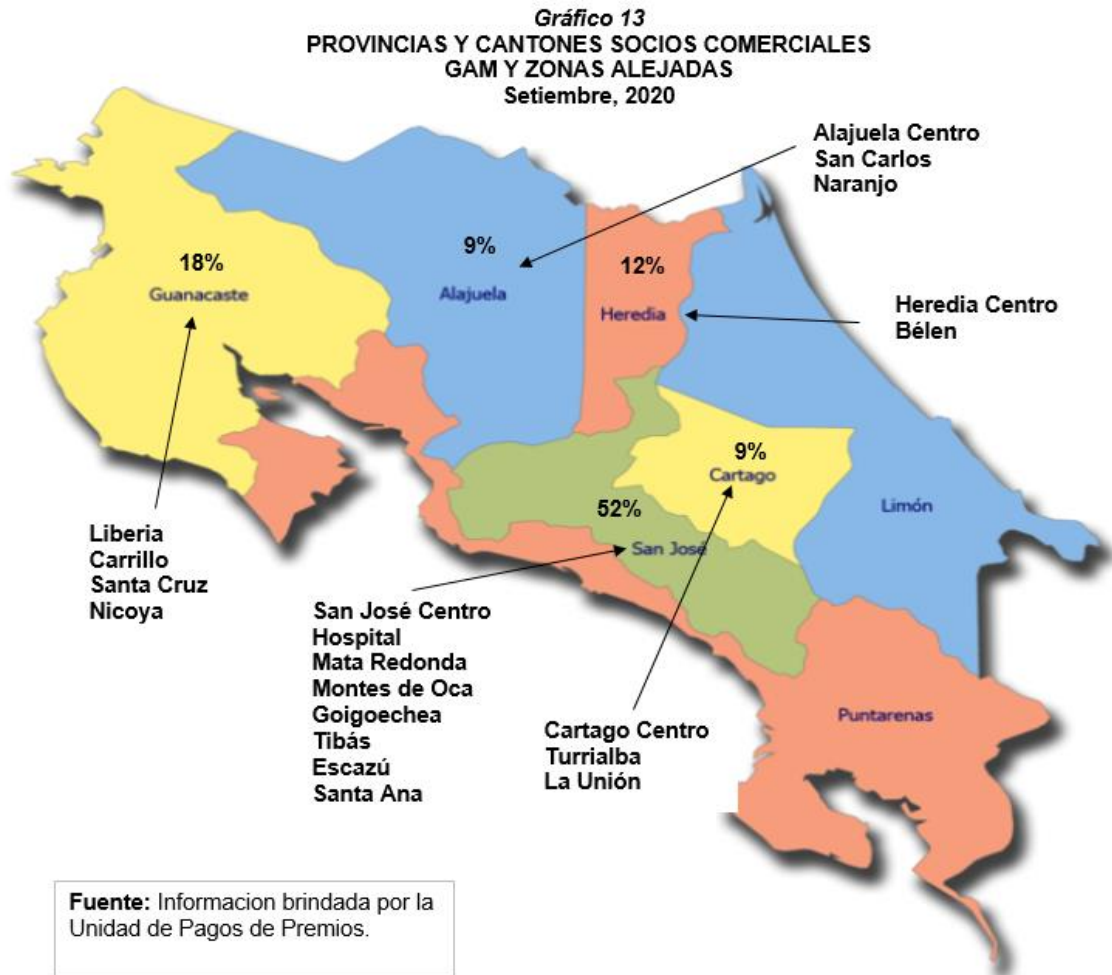 Gráfico 13
PROVINCIAS Y CANTONES SOCIOS COMERCIALES
GAM Y ZONAS ALEJADAS
Setiembre, 2020
Alajuela Centro
San Carlos
Naranjo
9%
Alajuela
12%
Heredia
18%
Guanacaste
Heredia Centro
Bélen
9%
Cartago
52%
San José
Limón
Liberia
Carrillo
Santa Cruz
Nicoya
San José Centro
Hospital
Mata Redonda
Montes de Oca
Goigoechea
Tibás
Escazú
Santa Ana
Cartago Centro
Turrialba
La Unión
Puntarenas
Fuente: Informacion brindada por la
Unidad de Pagos de Premios.